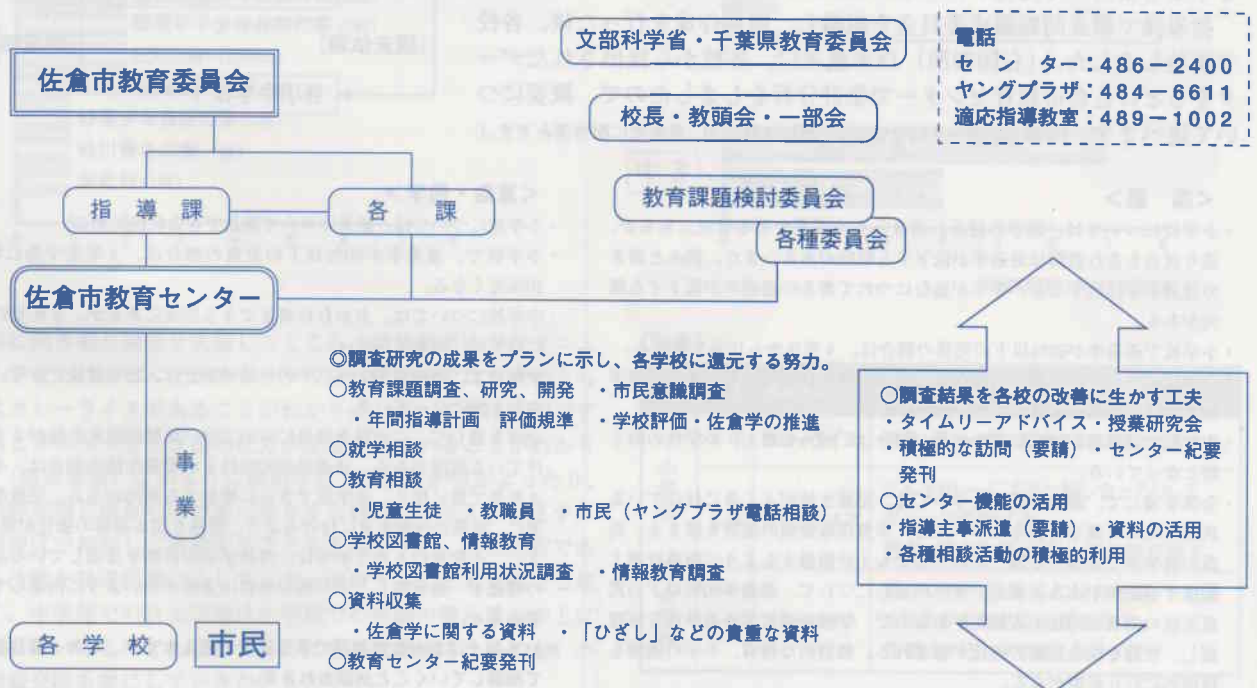 佐倉市教育委員会
文部科学省・千葉県教育委員会
校長・教頭会・一部会
電話
センター：486－2400
ヤングプラザ：484－6611
適応指導教室：489－1002
指導課
各課
教育課題検討委員会
各種委員会
佐倉市教育センター
事業
◎調査研究の成果をプランに示し、各学校に還元する努力。
○教育課題調査　研究、開発　・市民意識調査
・年間指導計画　評価規準　・学校評価・佐倉学の推進
○就学相談
○教育相談
・児童生徒　・教職員　・市民（ヤングプラザ電話相談）
○学校図書館、情報教育
・学校図書館利用状況調査　・情報教育調査
○資料収集
・佐倉学に関する資料　・「ひざし」などの貴重な資料
○教育センター紀要発刊
○調査結果を各校の改善に生かす工夫
・タイムリーアドバイス・授業研究会
・積極的な訪問（要請）・センター紀要
発刊
○センター機能の活用
・指導主事派遣（要請）・資料の活用
・各種相談活動の積極的利用
各学校
市民